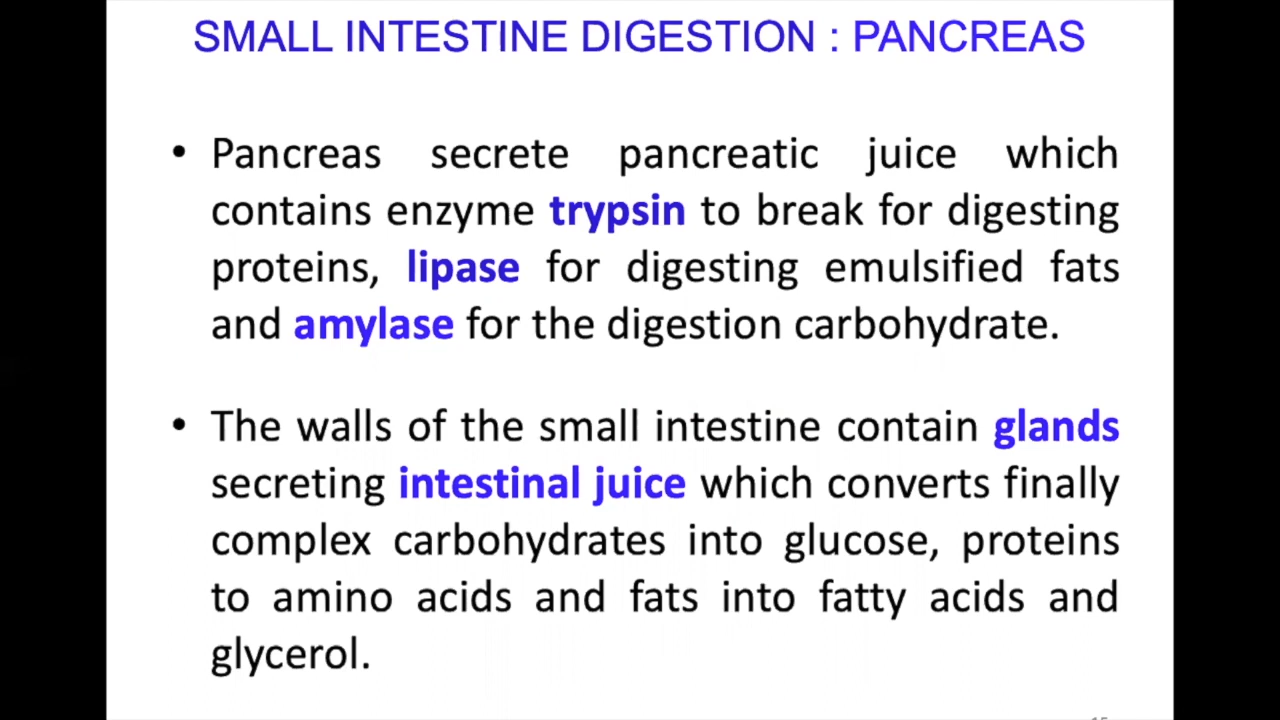 SMALL INTESTINE DIGESTION : PANCREAS
• Pancreas secrete pancreatic juice which
contains enzyme trypsin to break for digesting
proteins, lipase for digesting emulsified fats
and amylase for the digestion carbohydrate.
• The walls of the small intestine contain glands
secreting intestinal juice which converts finally
complex carbohydrates into glucose, proteins
to amino acids and fats into fatty acids and
glycerol.